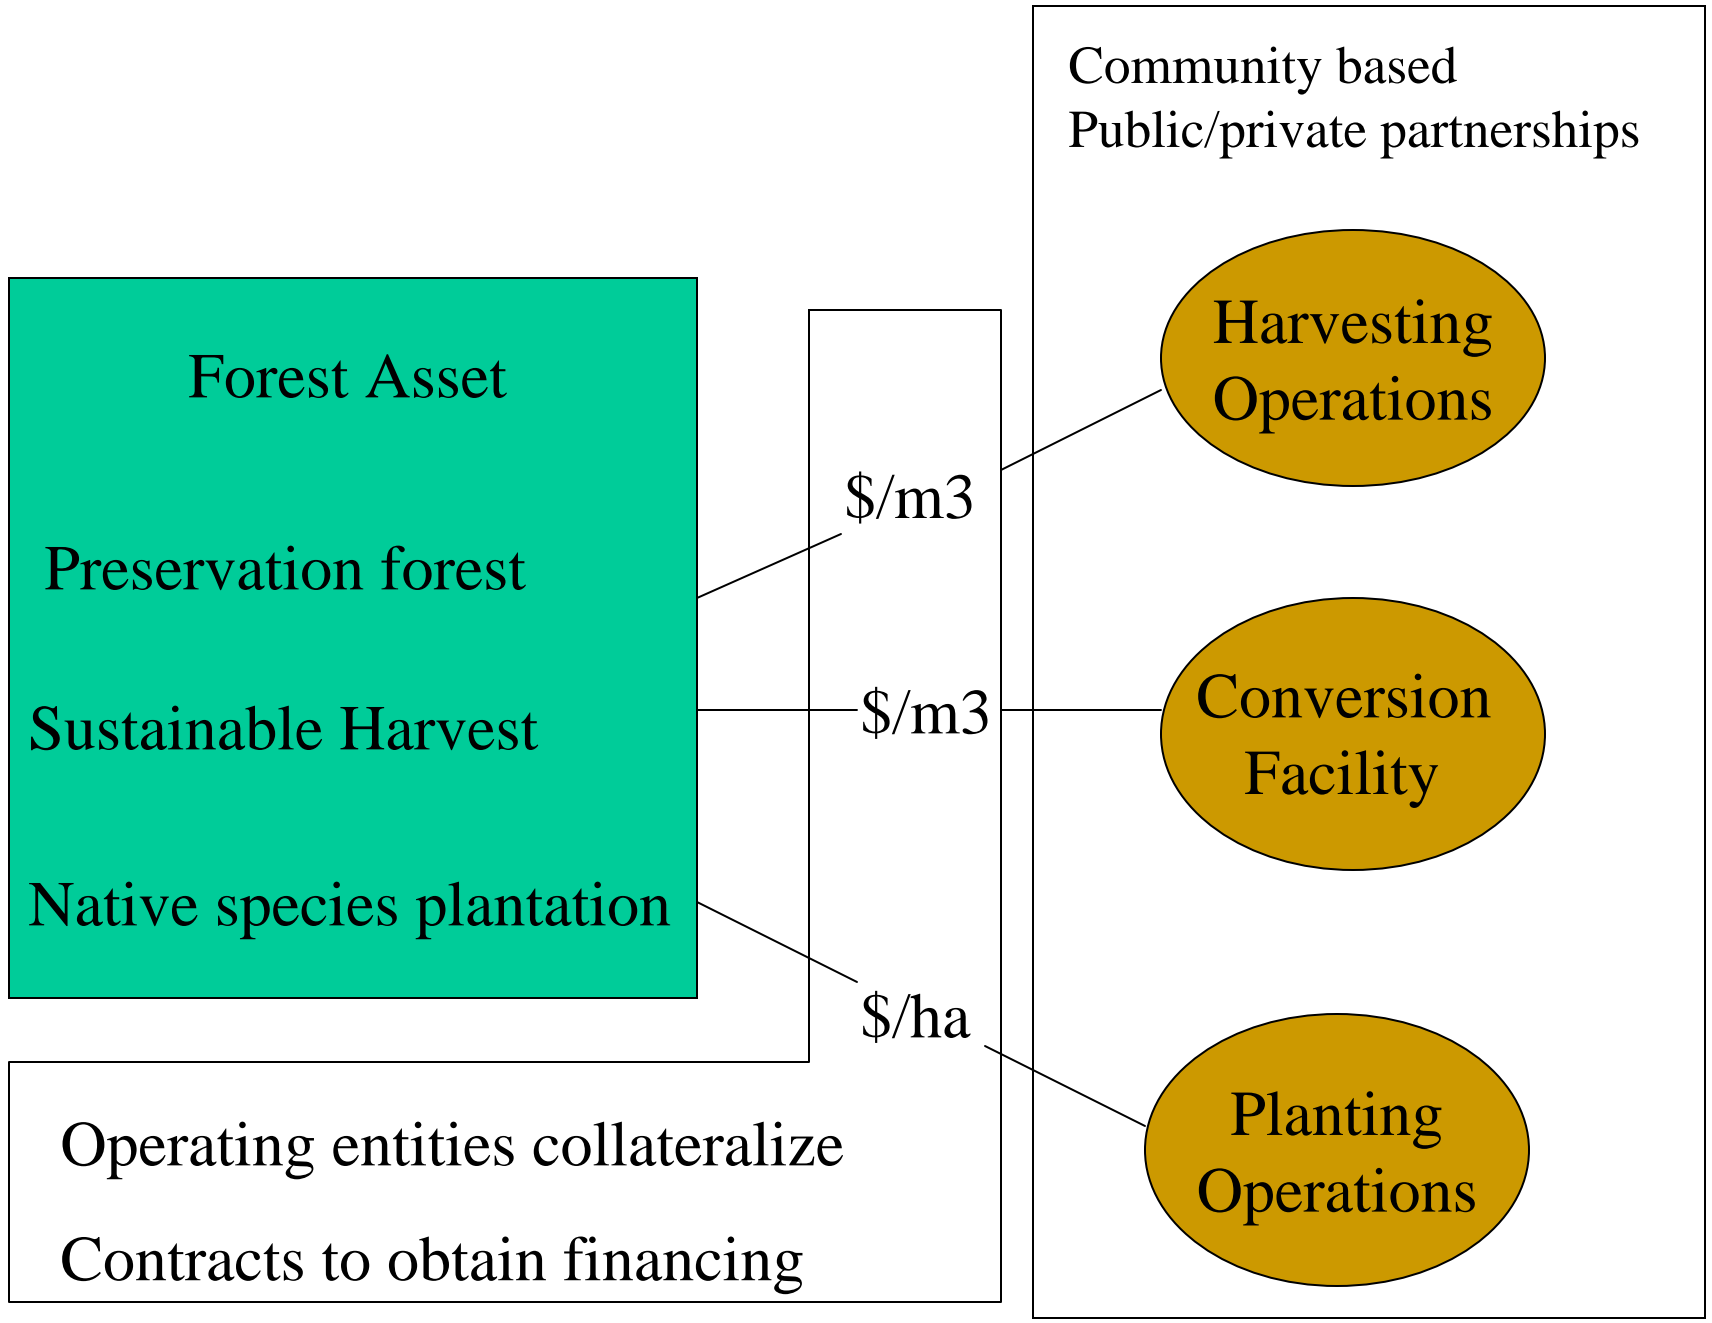 Community based
Public/private partnerships
Forest Asset
Preservation forest
Sustainable Harvest
Native species plantation
$/m3
$/m3
$/ha
Harvesting
Operations
Conversion
Facility
Planting
Operations
Operating entities collateralize
Contracts to obtain financing